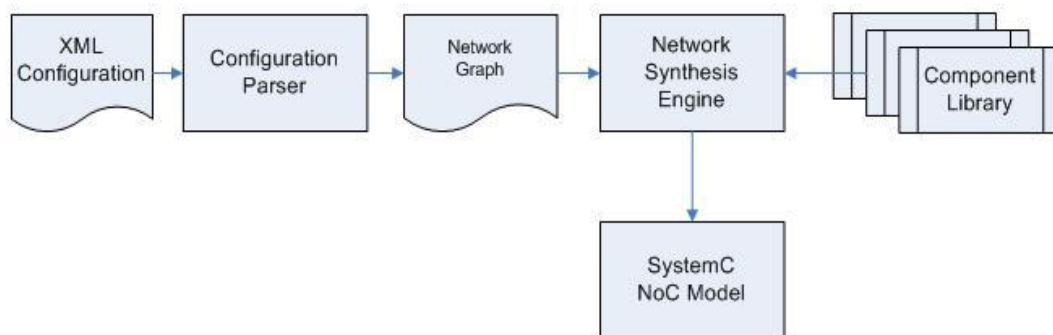 XML
Configuration
Configuration
Parser
Network
Graph
Network
Synthesis
Engine
Component
Library
SystemC
NoC Model